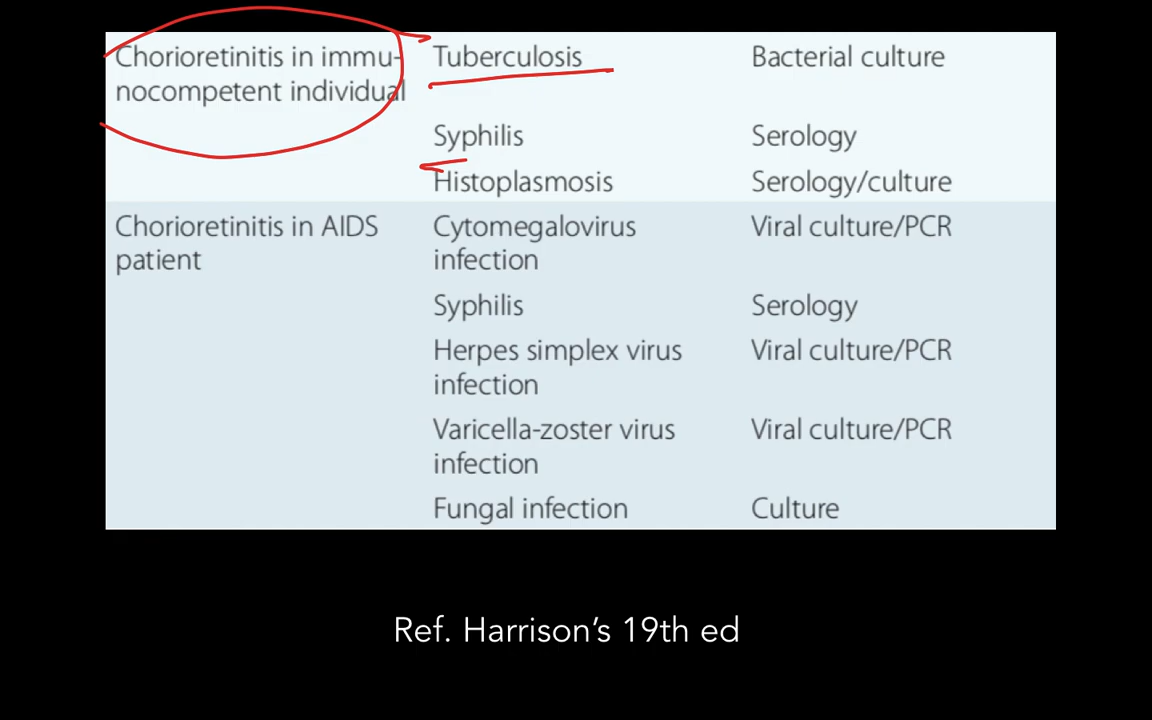 Chorioretinitis in immu- Tuberculosis Bacterial culture
nocompetent individual
Syphilis Serology
Histoplasmosis Serology/culture
Chorioretinitis in AIDS Cytomegalovirus Viral culture/PCR
patient infection
Syphilis Serology
Herpes simplex virus Viral culture/PCR
infection
Varicella-zoster virus Viral culture/PCR
infection
Fungal infection Culture
Ref. Harrison’s 19th ed